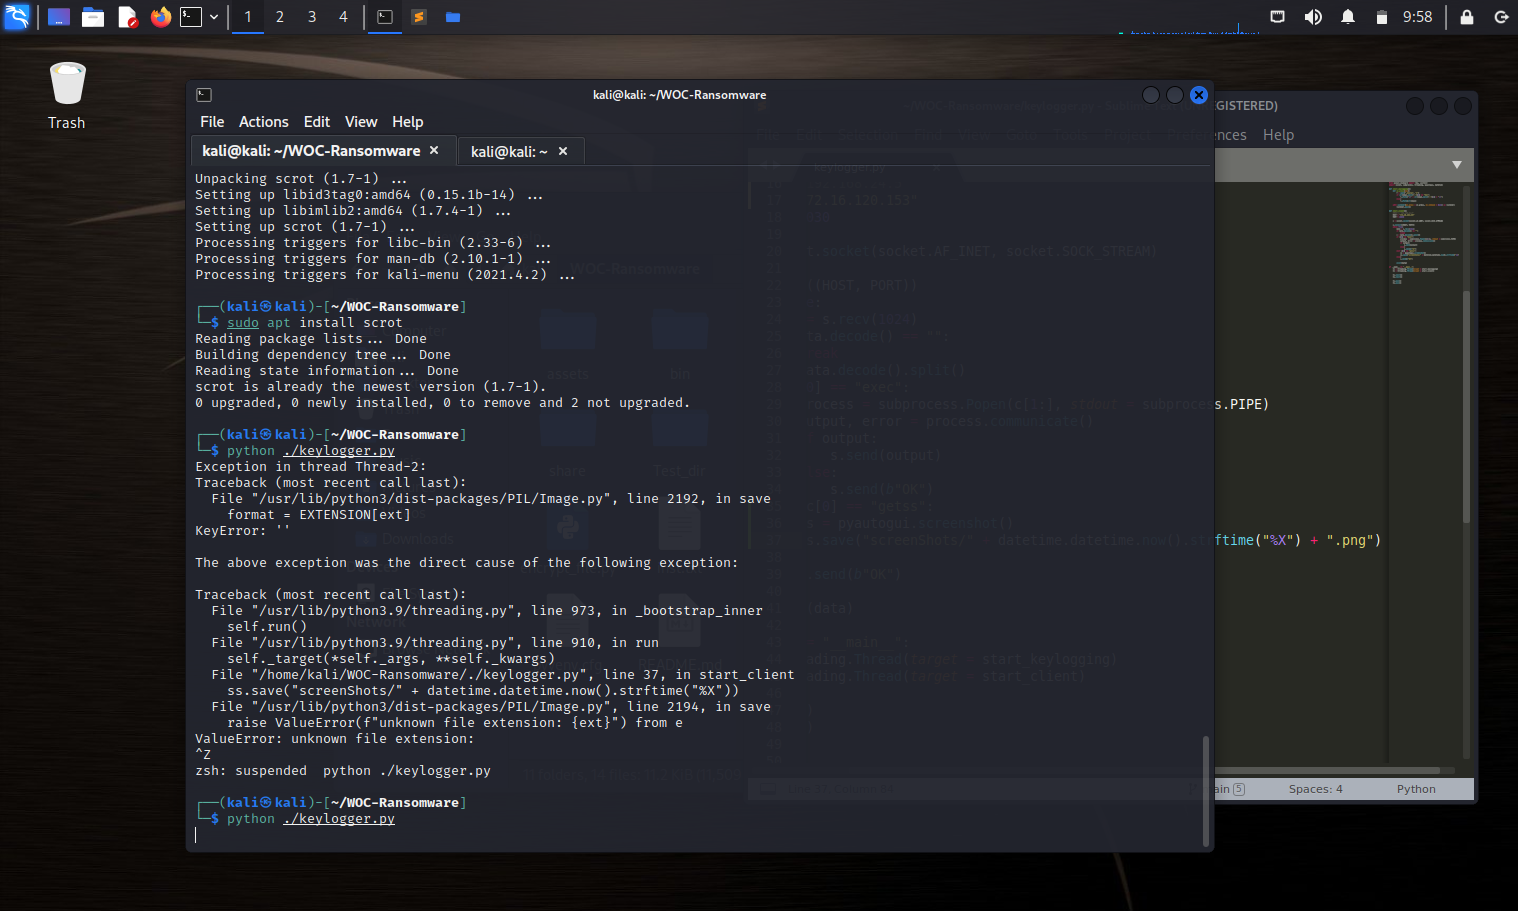 1 2 3 4
9:58
Trash
kali@kali: ~/WOC-Ransomware
File Actions Edit View Help
kali@kali: ~/WOC-Ransomware
kali@kali: ~
Unpacking scrot (1.7-1) ...
Setting up libid3tag0:amd64 (0.15.1b-14) ...
Setting up libimlib2:amd64 (1.7.4-1) ...
Setting up scrot (1.7-1) ...
Processing triggers for libc-bin (2.33-6) ...
Processing triggers for man-db (2.10.1-1) ...
Processing triggers for kali-menu (2021.4.2) ...
┌──(kali㉿kali)-[~/WOC-Ransomware]
└─$ sudo apt install scrot
Reading package lists... Done
Building dependency tree... Done
Reading state information... Done
scrot is already the newest version (1.7-1).
0 upgraded, 0 newly installed, 0 to remove and 2 not upgraded.
┌──(kali㉿kali)-[~/WOC-Ransomware]
└─$ python ./keylogger.py
Exception in thread Thread-2:
Traceback (most recent call last):
File "/usr/lib/python3/dist-packages/PIL/Image.py", line 2192, in save
format = EXTENSION[ext]
KeyError: ''
The above exception was the direct cause of the following exception:
Traceback (most recent call last):
File "/usr/lib/python3.9/threading.py", line 973, in _bootstrap_inner
self.run()
File "/usr/lib/python3.9/threading.py", line 910, in run
self._target(*self._args, **self._kwargs)
File "/home/kali/WOC-Ransomware/./keylogger.py", line 37, in start_client
ss.save("screenShots/" + datetime.datetime.now().strftime("%X"))
File "/usr/lib/python3/dist-packages/PIL/Image.py", line 2194, in save
raise ValueError(f"unknown file extension: {ext}") from e
ValueError: unknown file extension:
^Z
zsh: suspended  python ./keylogger.py
┌──(kali㉿kali)-[~/WOC-Ransomware]
└─$ python ./keylogger.py
EGISTERED)
nces Help
s.PIPE)
ftime("%X") + ".png")
ain 5 Spaces: 4 Python